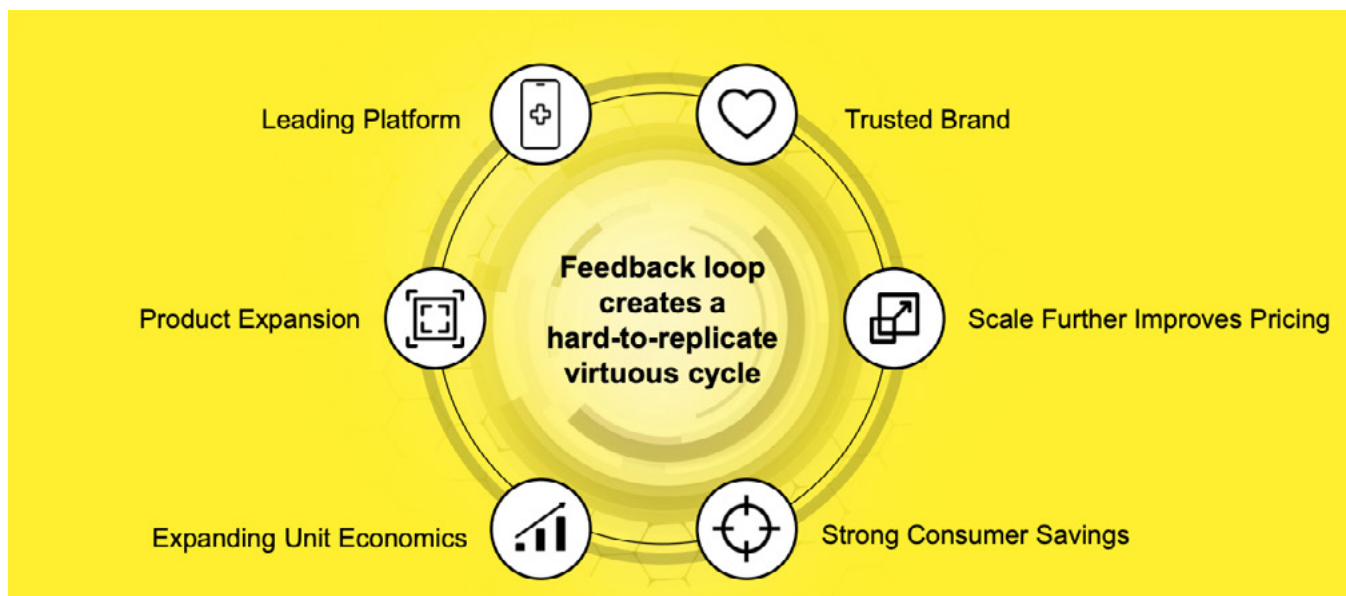 Leading Platform
Trusted Brand
Feedback loop
creates a
hard-to-replicate
virtuous cycle
Product Expansion
Scale Further Improves Pricing
Expanding Unit Economics
Strong Consumer Savings